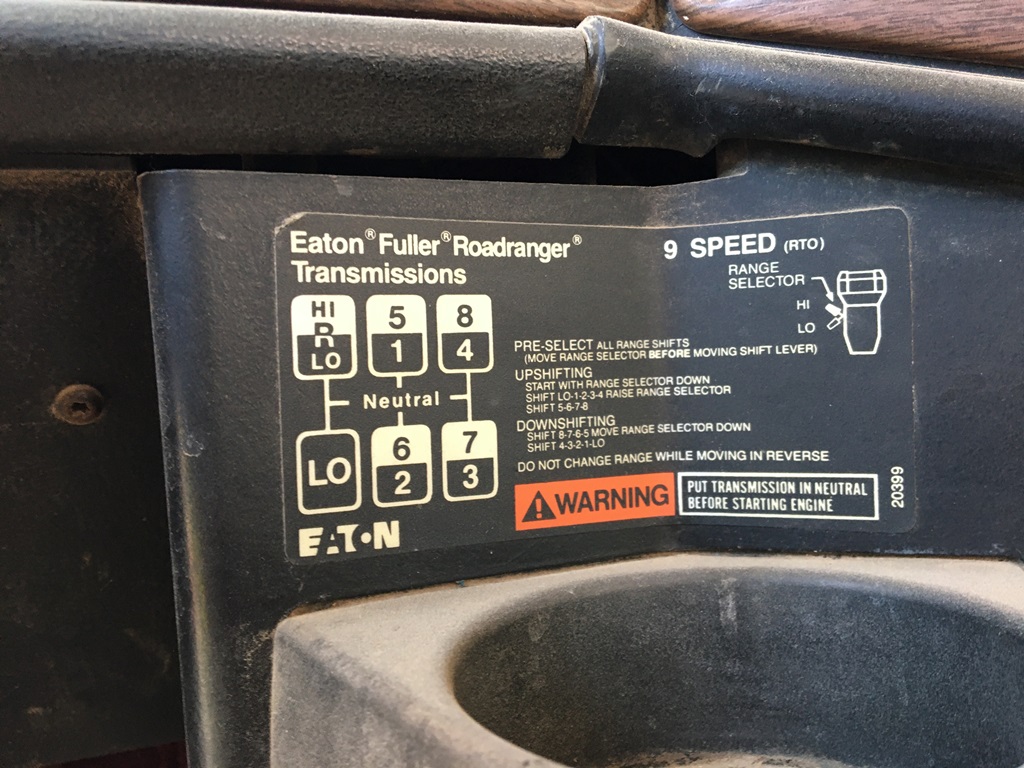 Eaton® Fuller® Roadranger®
Transmissions
9 SPEED (RTO)
RANGE
SELECTOR
HI
LO
HI
R
LO
5
1
8
4
Neutral
LO
6
2
7
3
PRE-SELECT ALL RANGE SHIFTS
(MOVE RANGE SELECTOR BEFORE MOVING SHIFT LEVER)
UPSHIFTING
START WITH RANGE SELECTOR DOWN
SHIFT LO-1-2-3-4 RAISE RANGE SELECTOR
SHIFT 5-6-7-8
DOWNSHIFTING
SHIFT 8-7-6-5 MOVE RANGE SELECTOR DOWN
SHIFT 4-3-2-1-LO
DO NOT CHANGE RANGE WHILE MOVING IN REVERSE
WARNING
PUT TRANSMISSION IN NEUTRAL
BEFORE STARTING ENGINE
20399
EATON